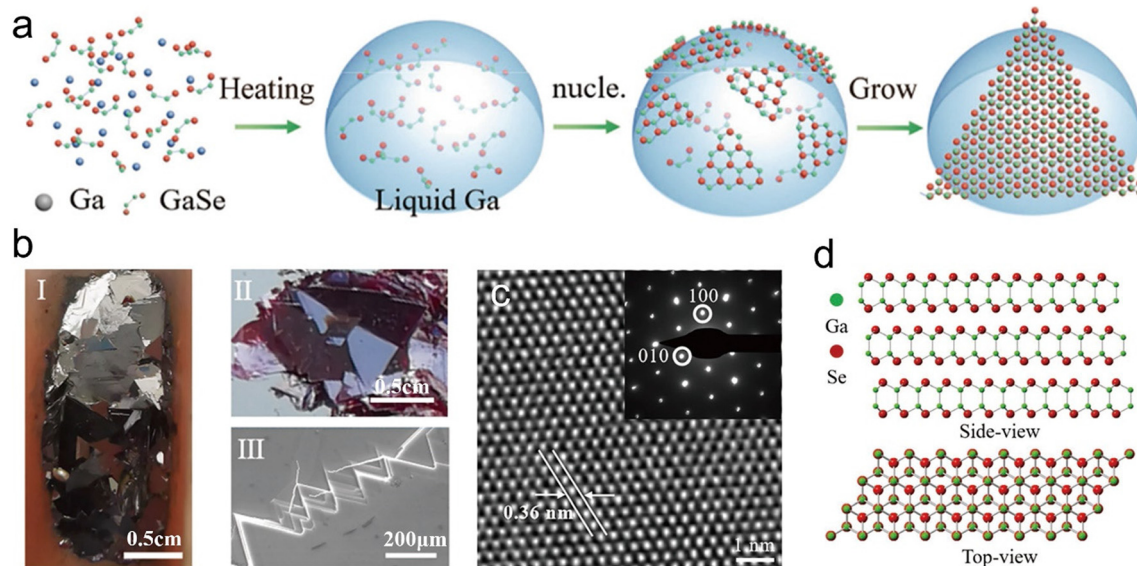 a
Heating
nucle.
Grow
Ga
GaSe
Liquid Ga
b
I
0.5cm
II
0.5cm
III
200μm
c
100
010
0.36 nm
1 nm
d
Ga
Se
Side-view
Top-view